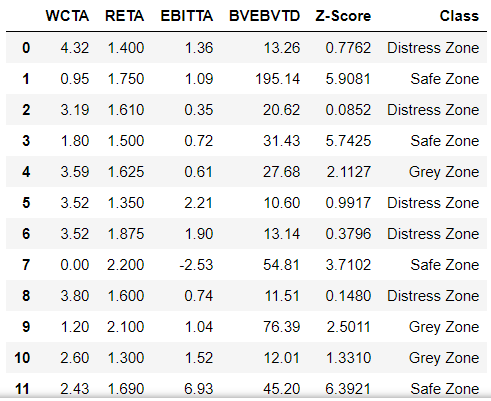 WCTA RETA EBITTA BVEBVTD Z-Score Class
0 4.32 1.400 1.36 13.26 0.7762 Distress Zone
1 0.95 1.750 1.09 195.14 5.9081 Safe Zone
2 3.19 1.610 0.35 20.62 0.0852 Distress Zone
3 1.80 1.500 0.72 31.43 5.7425 Safe Zone
4 3.59 1.625 0.61 27.68 2.1127 Grey Zone
5 3.52 1.350 2.21 10.60 0.9917 Distress Zone
6 3.52 1.875 1.90 13.14 0.3796 Distress Zone
7 0.00 2.200 -2.53 54.81 3.7102 Safe Zone
8 3.80 1.600 0.74 11.51 0.1480 Distress Zone
9 1.20 2.100 1.04 76.39 2.5011 Grey Zone
10 2.60 1.300 1.52 12.01 1.3310 Grey Zone
11 2.43 1.690 6.93 45.20 6.3921 Safe Zone